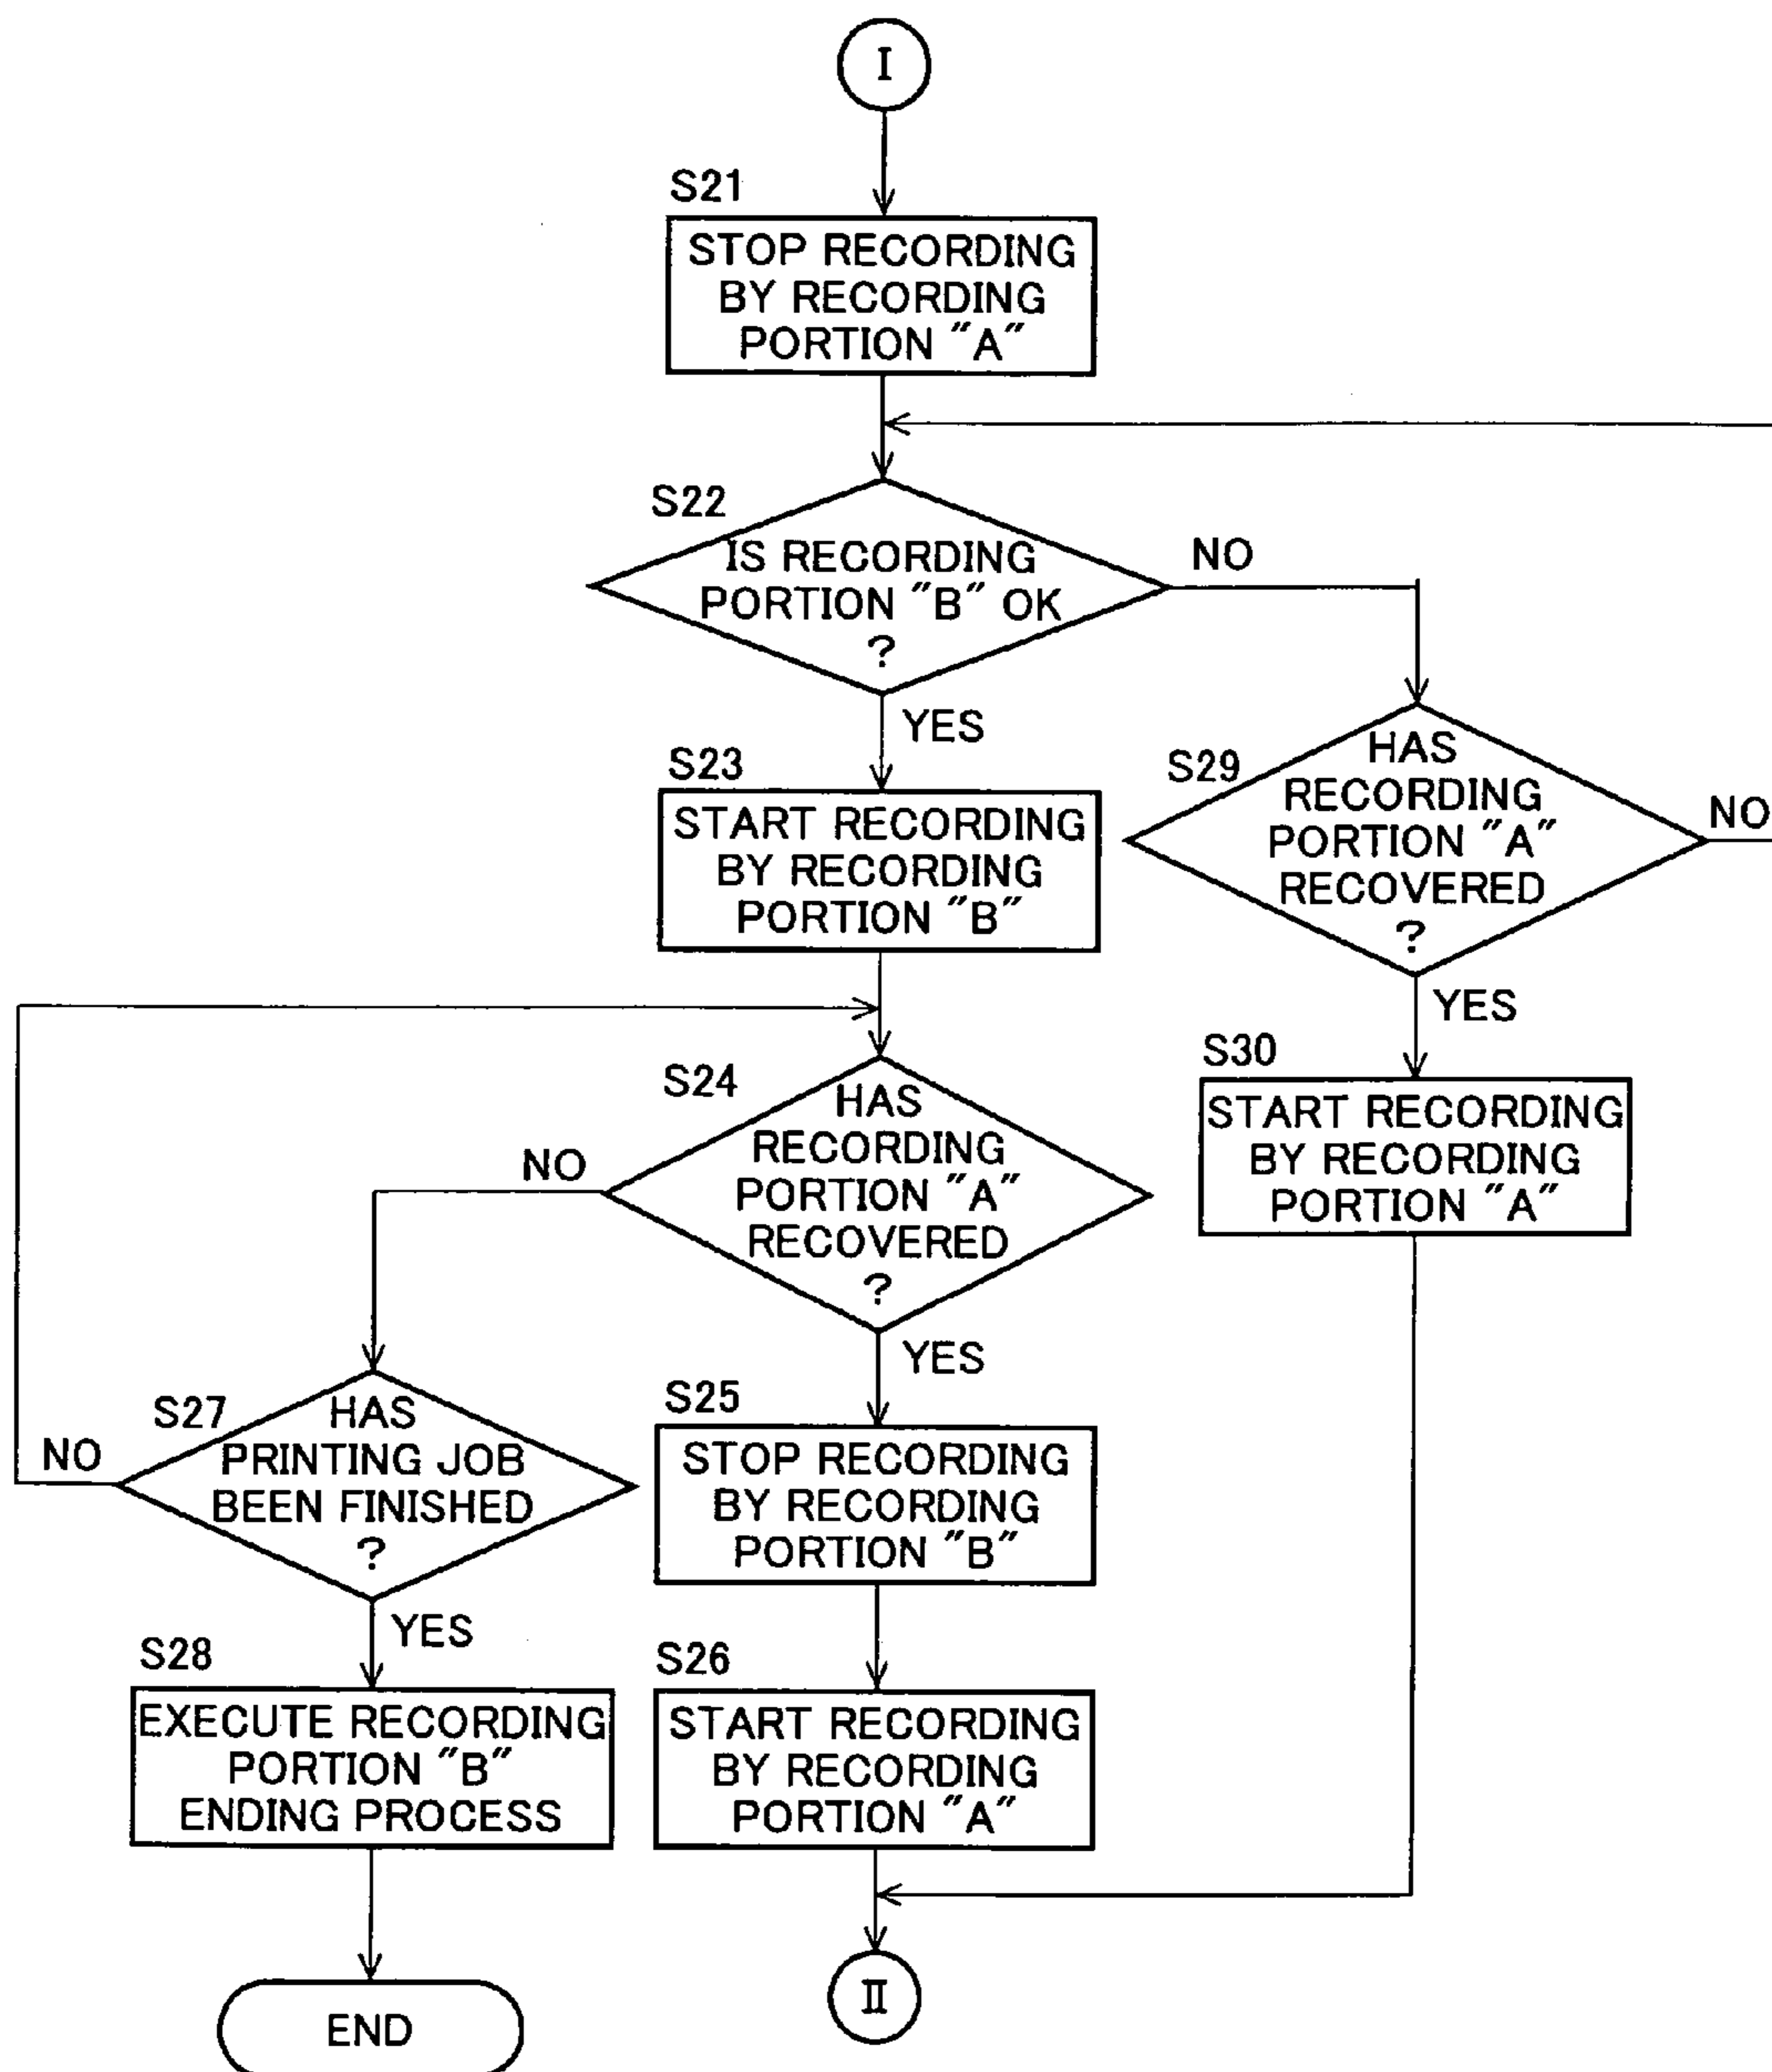 I
S21
STOP RECORDING
BY RECORDING
PORTION "A"
S22
IS RECORDING
PORTION "B" OK
?
NO
YES
S23
START RECORDING
BY RECORDING
PORTION "B"
S29
HAS
RECORDING
PORTION "A"
RECOVERED
?
NO
YES
S30
START RECORDING
BY RECORDING
PORTION "A"
S24
HAS
RECORDING
PORTION "A"
RECOVERED
?
NO
YES
S27
HAS
PRINTING JOB
BEEN FINISHED
?
NO
YES
S25
STOP RECORDING
BY RECORDING
PORTION "B"
S28
EXECUTE RECORDING
PORTION "B"
ENDING PROCESS
S26
START RECORDING
BY RECORDING
PORTION "A"
END
II